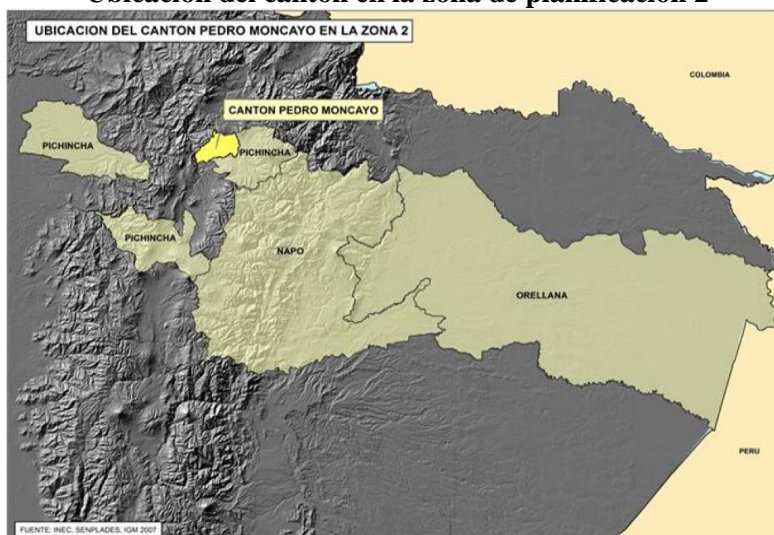 Ubicación del cantón en la zona de planificación 2
UBICACION DEL CANTON PEDRO MONCAYO EN LA ZONA 2
COLOMBIA
CANTON PEDRO MONCAYO
PICHINCHA
PICHINCHA
PICHINCHA
NAPO
ORELLANA
PERU
FUENTE: INEC, SENPLADES, IGM 2007